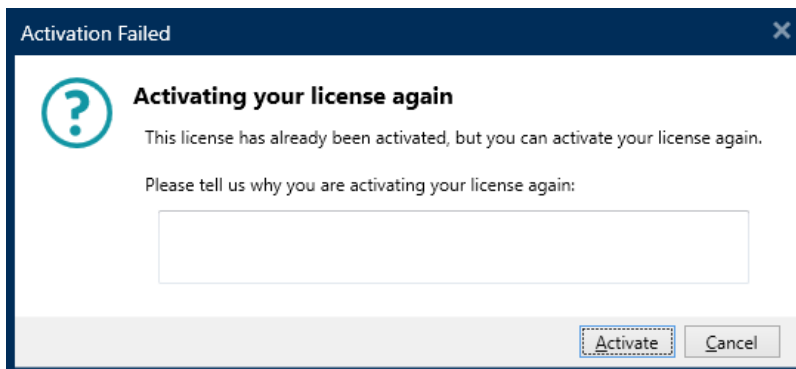 Activation Failed
Activating your license again
This license has already been activated, but you can activate your license again.
Please tell us why you are activating your license again:
Activate Cancel